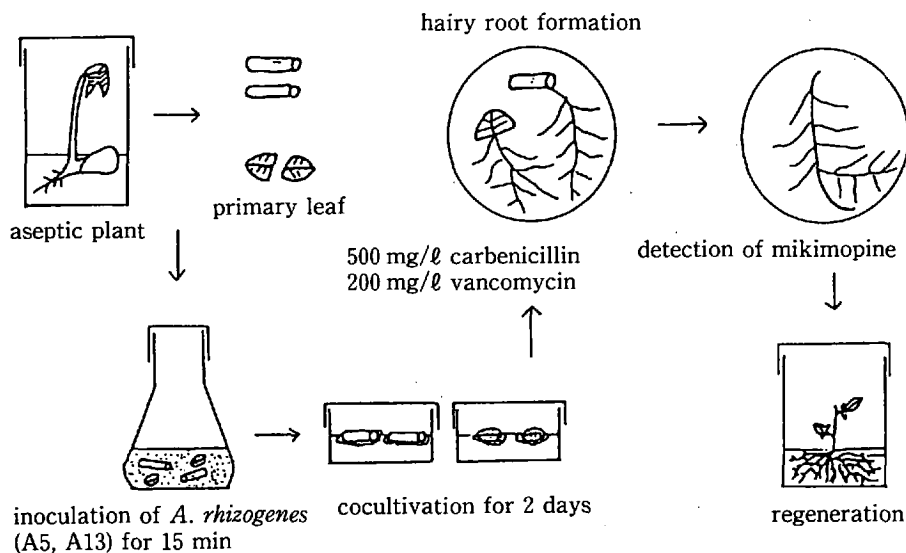 hairy root formation
aseptic plant
primary leaf
500 mg/ℓ carbenicillin
200 mg/ℓ vancomycin
detection of mikimopine
inoculation of A. rhizogenes
(A5, A13) for 15 min
cocultivation for 2 days
regeneration